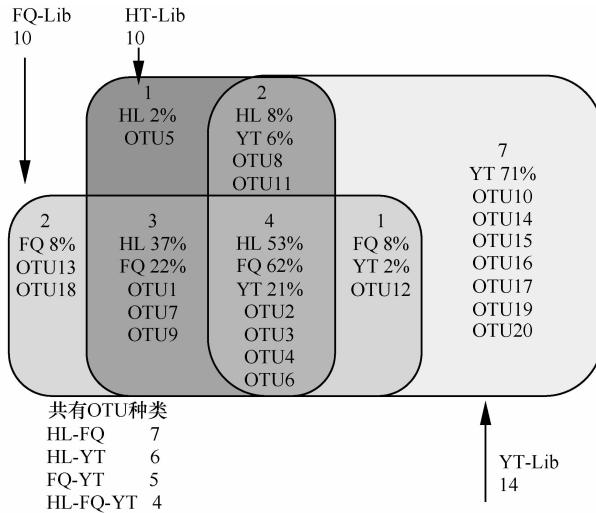 FQ-Lib
10
HT-Lib
10
1
HL 2%
OTU5
2
HL 8%
YT 6%
OTU8
OTU11
7
YT 71%
OTU10
OTU14
OTU15
OTU16
OTU17
OTU19
OTU20
2
FQ 8%
OTU13
OTU18
3
HL 37%
FQ 22%
OTU1
OTU7
OTU9
4
HL 53%
FQ 62%
YT 21%
OTU2
OTU3
OTU4
OTU6
1
FQ 8%
YT 2%
OTU12
共有OTU种类
HL-FQ 7
HL-YT 6
FQ-YT 5
HL-FQ-YT 4
YT-Lib
14